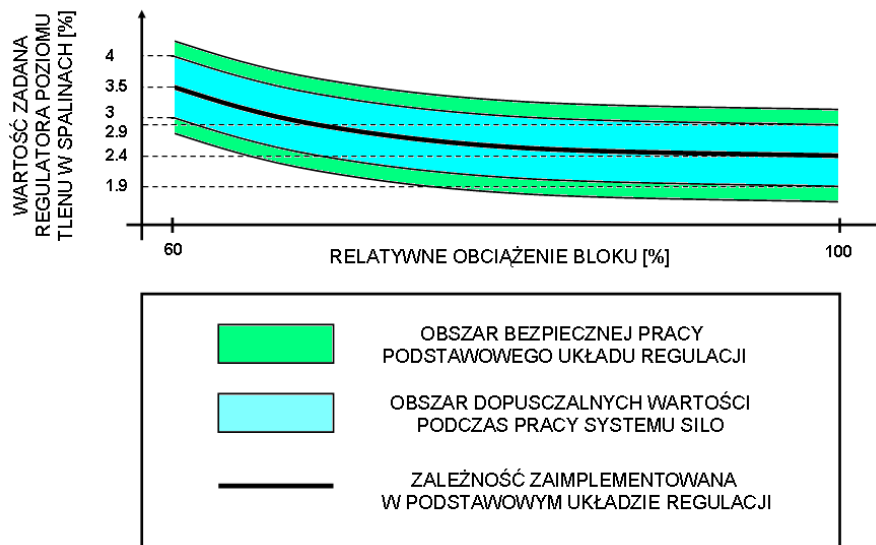 WARTOŚĆ ZADANA
REGULATORA POZIOMU
TLENU W SPALINACH [%]
4
3.5
3
2.9
2.4
1.9
60
RELATYWNE OBCIĄŻENIE BLOKU [%]
100
OBSZAR BEZPIECZNEJ PRACY
PODSTAWOWEGO UKŁADU REGULACJI
OBSZAR DOPUSCZALNYCH WARTOŚCI
PODCZAS PRACY SYSTEMU SILO
ZALEŻNOŚĆ ZAIMPLEMENTOWANA
W PODSTAWOWYM UKŁADZIE REGULACJI